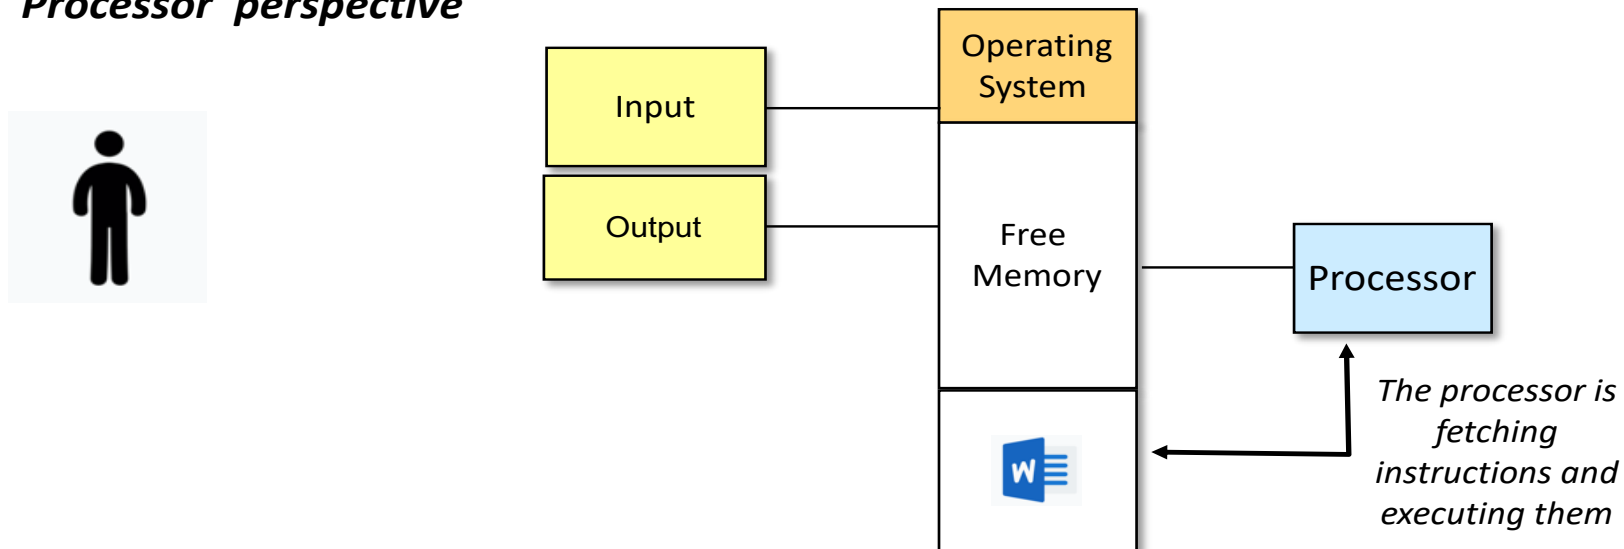 Processor perspective
Operating
System
Input
Output
Free
Memory
Processor
The processor is
fetching
instructions and
executing them
W